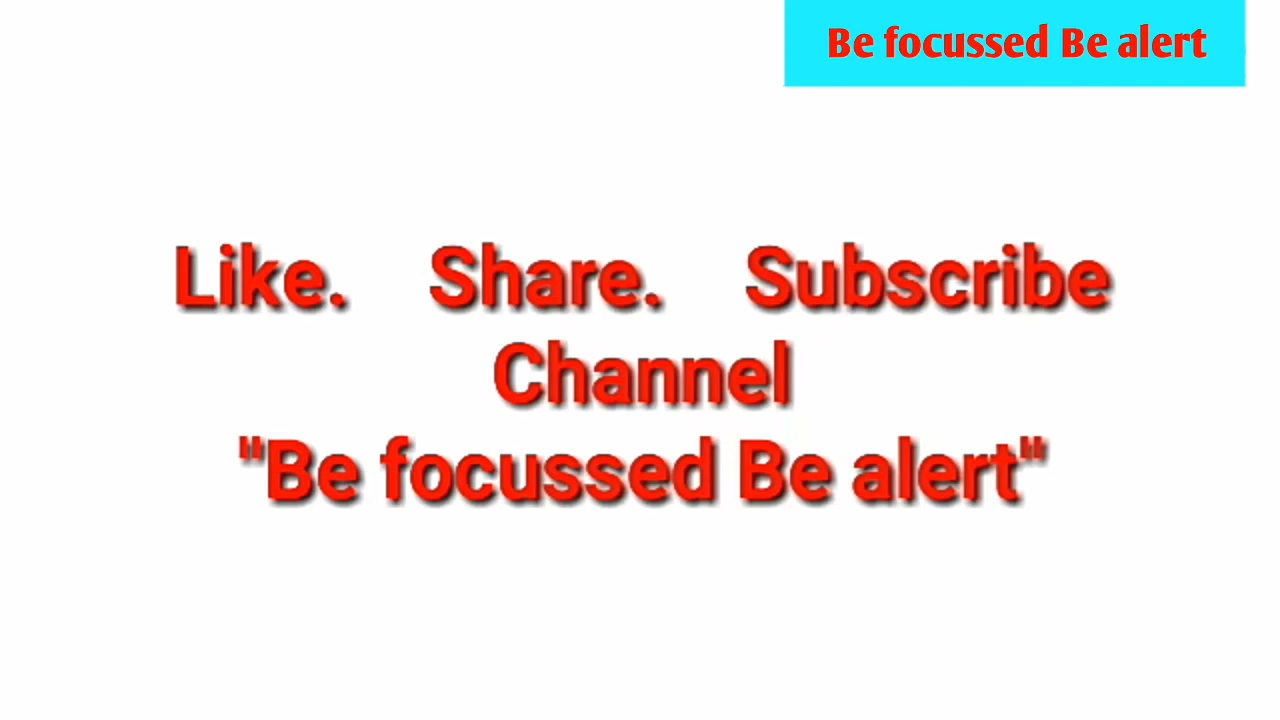 Be focussed Be alert
Like. Share. Subscribe
Channel
"Be focussed Be alert"